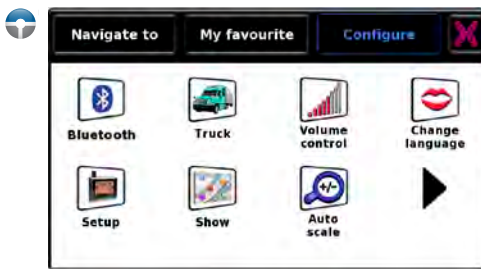 Navigate to
My favourite
Configure
Bluetooth
Truck
Volume
control
Change
language
Setup
Show
+/-
Auto
scale